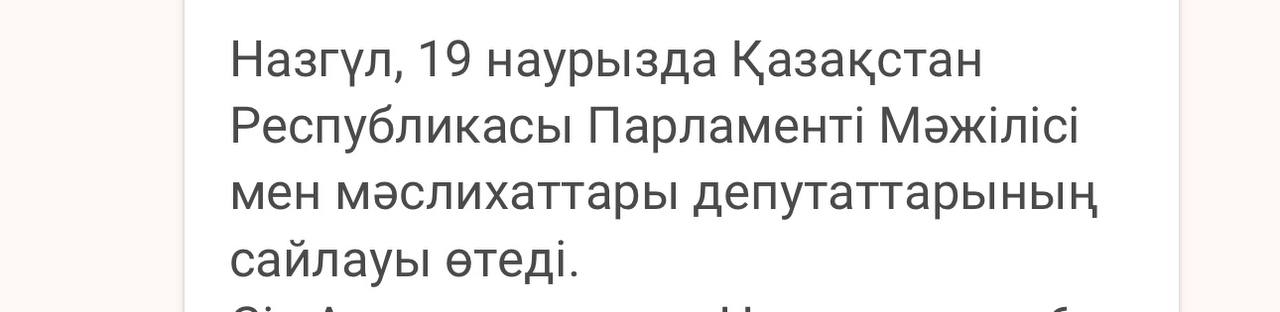 Назгүл, 19 наурызда Қазақстан
Республикасы Парламенті Мәжілісі
мен мәслихаттары депутаттарының
сайлауы өтеді.